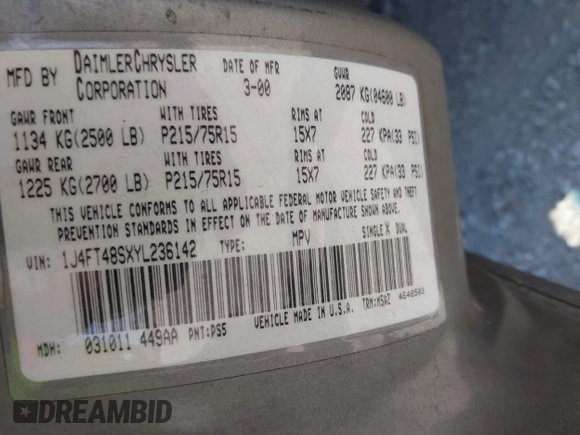 MFD BY DAIMLERCHRYSLER CORPORATION DATE OF MFR 3-00 GVWR 2087 KG(04600 LB)
GAWR FRONT WITH TIRES RIMS AT COLD
1134 KG(2500 LB) P215/75R15 15X7 227 KPA(33 PSI)
GAWR REAR WITH TIRES RIMS AT COLD
1225 KG(2700 LB) P215/75R15 15X7 227 KPA(33 PSI)
THIS VEHICLE CONFORMS TO ALL APPLICABLE FEDERAL MOTOR VEHICLE SAFETY AND THEFT
PREVENTION STANDARDS IN EFFECT ON THE DATE OF MANUFACTURE SHOWN ABOVE.
VIN: 1J4FT48SXYL236142 TYPE: MPV SINGLE X DUAL
MDH: 031011 449AA PNT:PS5 VEHICLE MADE IN U.S.A. TRM:MSAZ 4648503
DREAMBID